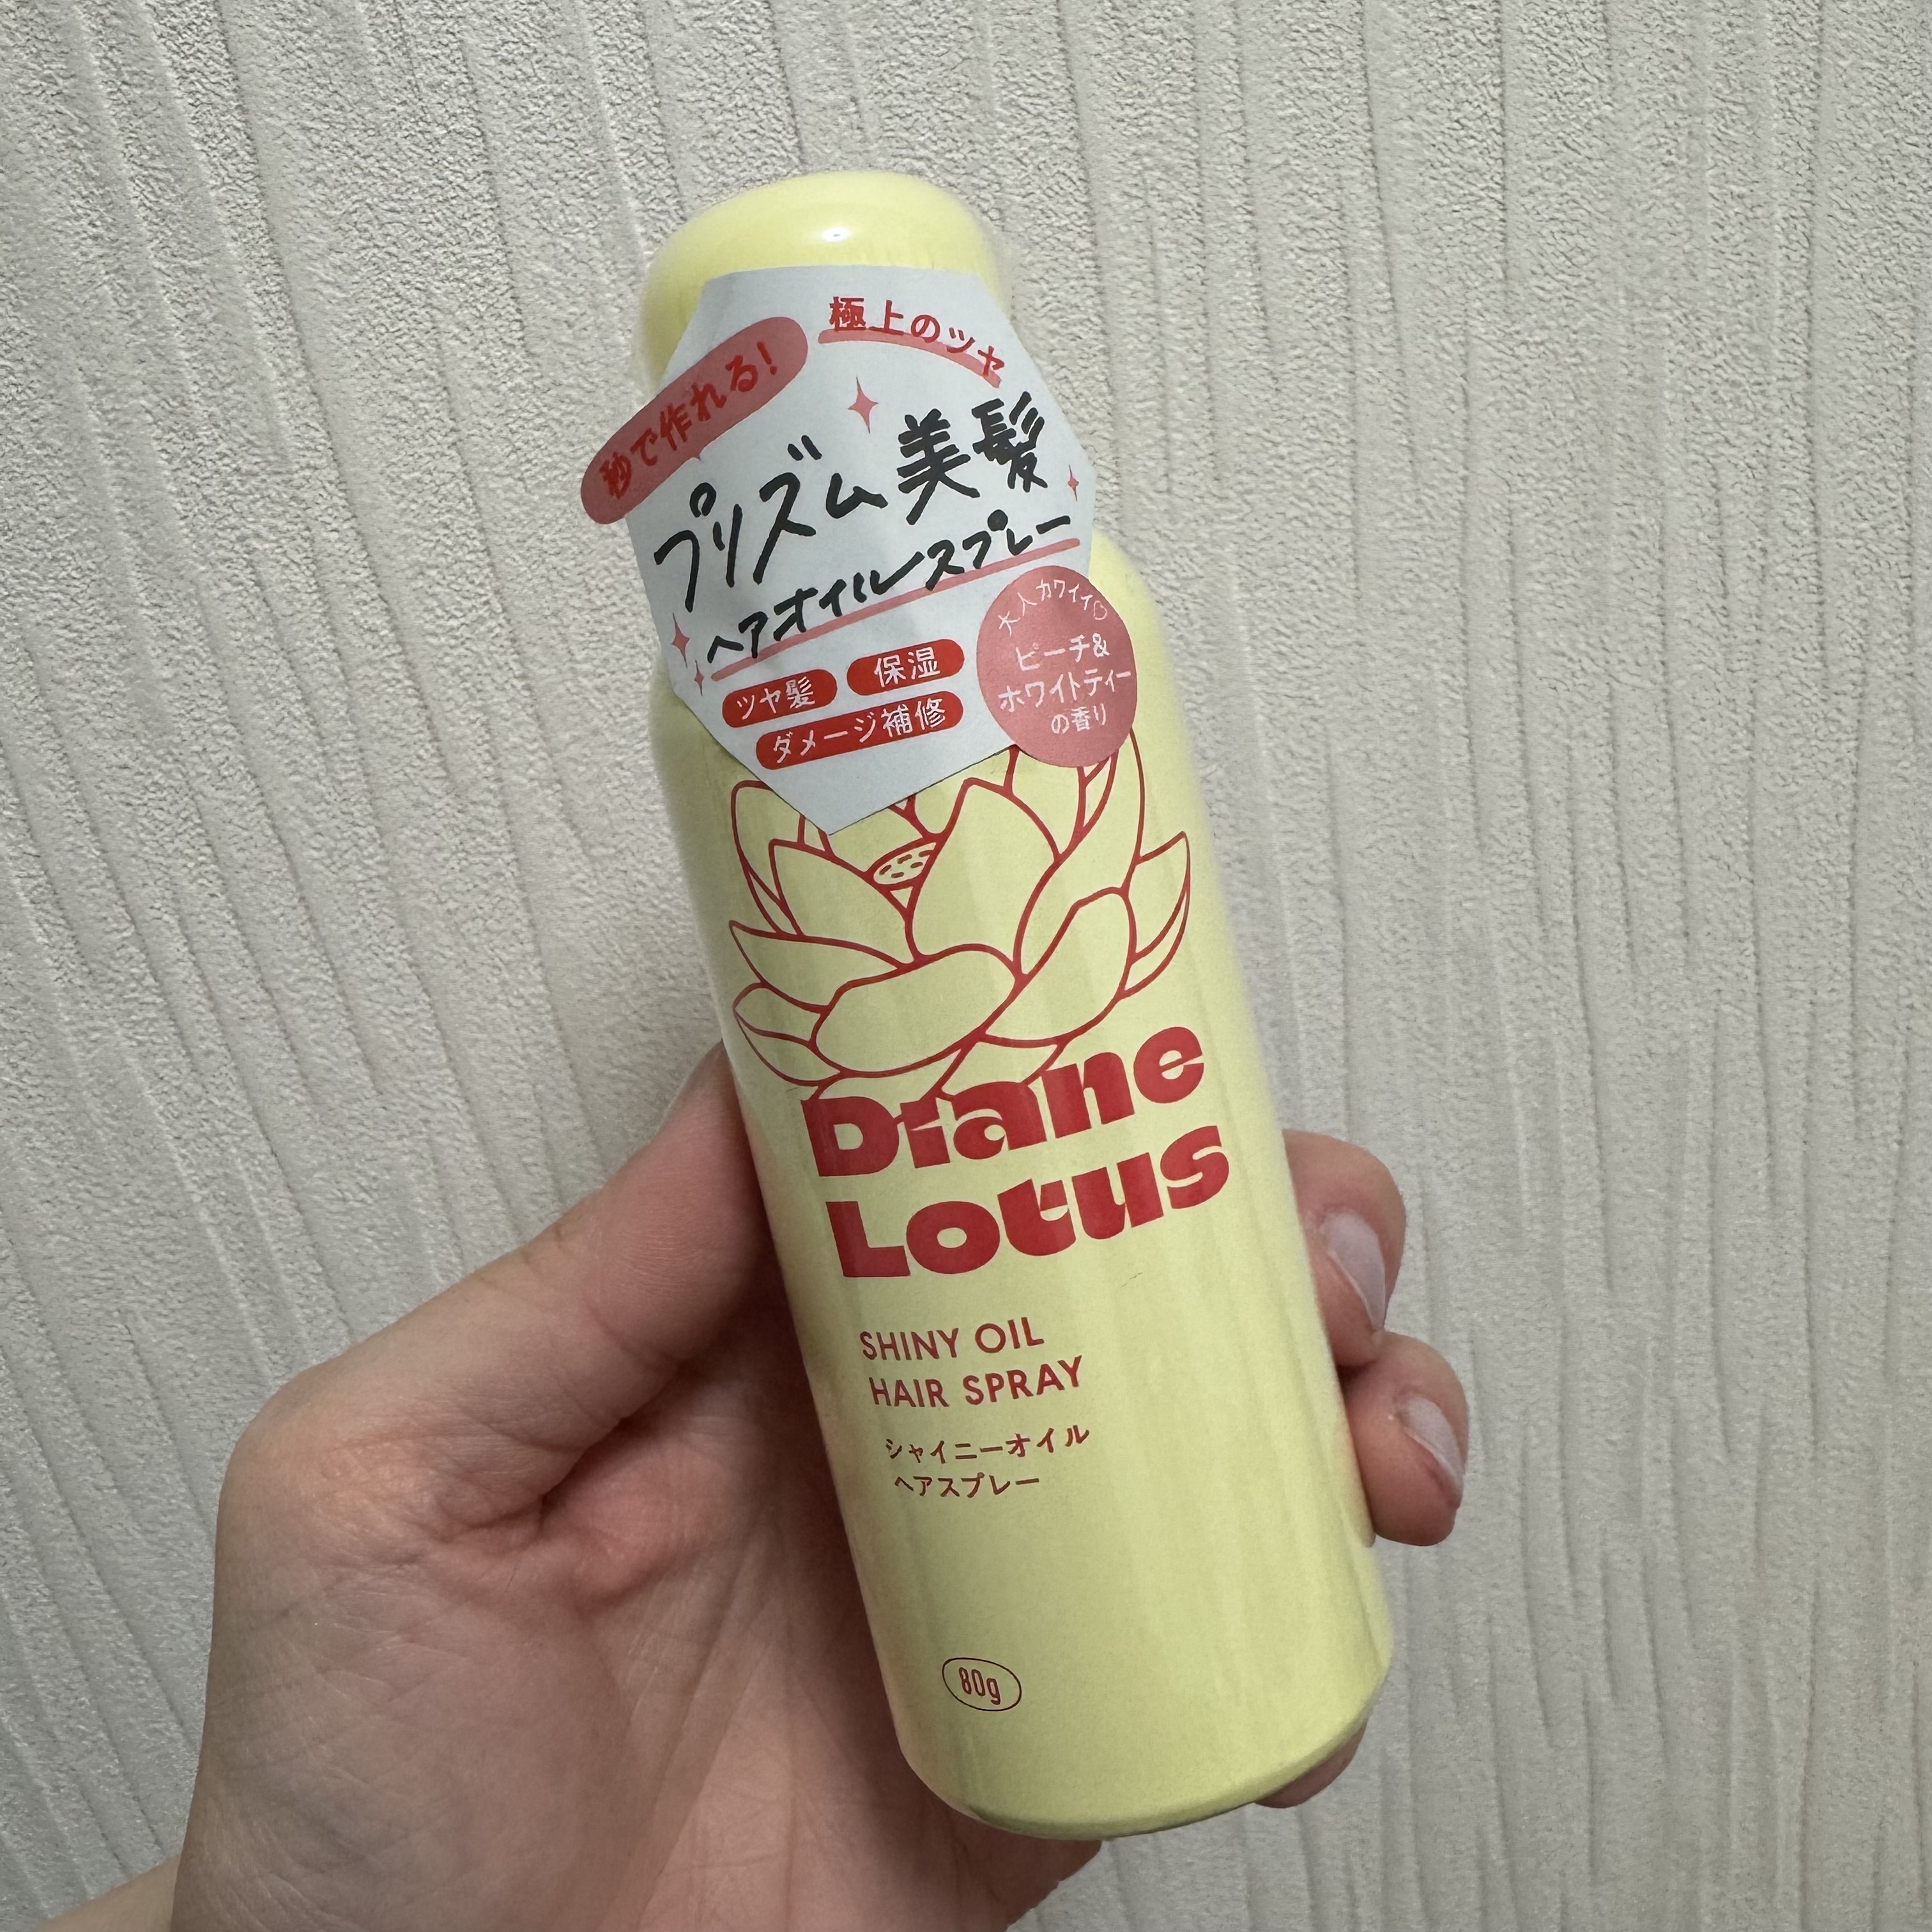 秒で作れる!
極上のツヤ
プリズム美髪
ヘアオイルスプレー
ツヤ髪
保湿
ダメージ補修
大人カワイイ♡
ピーチ&
ホワイトティー
の香り
Diane
Lotus
SHINY OIL
HAIR SPRAY
シャイニーオイル
ヘアスプレー
80g